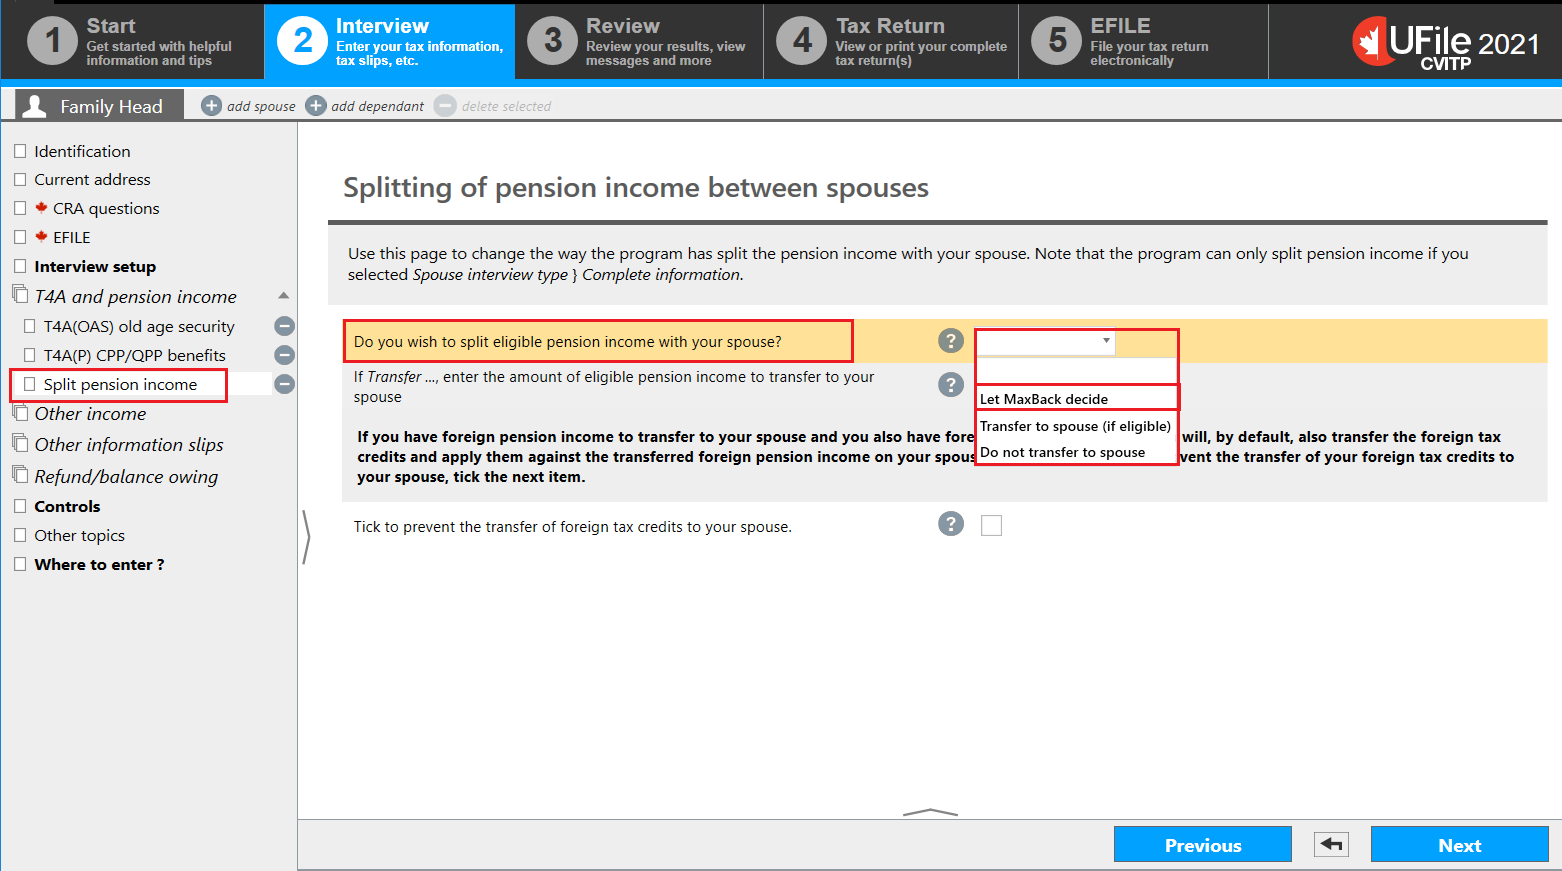 1
Start
Get started with helpful
information and tips
2
Interview
Enter your tax information,
tax slips, etc.
3
Review
Review your results, view
messages and more
4
Tax Return
View or print your complete
tax return(s)
5
EFILE
File your tax return
electronically
UFile 2021
CVITP
Family Head
add spouse
add dependant
delete selected
Identification
Current address
CRA questions
EFILE
Interview setup
T4A and pension income
T4A(OAS) old age security
T4A(P) CPP/QPP benefits
Split pension income
Other income
Other information slips
Refund/balance owing
Controls
Other topics
Where to enter ?
Splitting of pension income between spouses
Use this page to change the way the program has split the pension income with your spouse. Note that the program can only split pension income if you
selected Spouse interview type } Complete information.
Do you wish to split eligible pension income with your spouse?
?
If Transfer ..., enter the amount of eligible pension income to transfer to your
spouse
?
Let MaxBack decide
Transfer to spouse (if eligible)
Do not transfer to spouse
If you have foreign pension income to transfer to your spouse and you also have fore will, by default, also transfer the foreign tax
credits and apply them against the transferred foreign pension income on your spous vent the transfer of your foreign tax credits to
your spouse, tick the next item.
Tick to prevent the transfer of foreign tax credits to your spouse.
?
Previous
Next